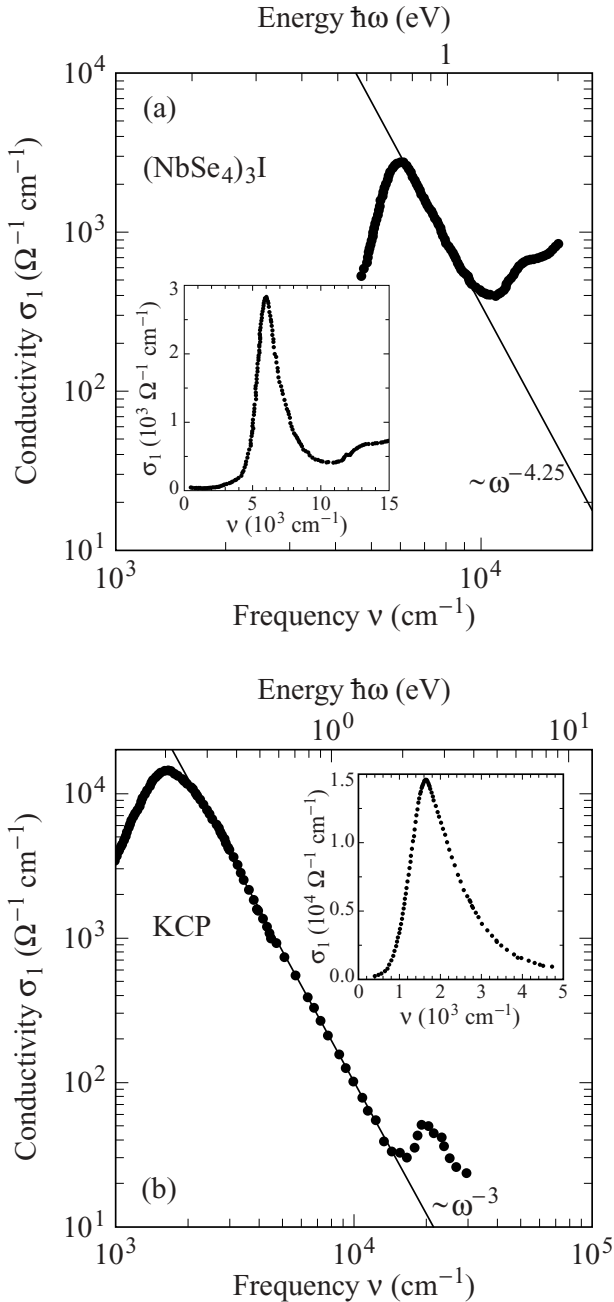 Energy ħω (eV)
1
10⁴
(a)
(NbSe₄)₃I
10³
10²
10¹
Conductivity σ₁ (Ω⁻¹ cm⁻¹)
3
2
1
0
σ₁ (10³ Ω⁻¹ cm⁻¹)
0 5 10 15
ν (10³ cm⁻¹)
~ω⁻⁴·²⁵
10³ 10⁴
Frequency ν (cm⁻¹)
Energy ħω (eV)
10⁰ 10¹
10⁴
10³
10²
10¹
Conductivity σ₁ (Ω⁻¹ cm⁻¹)
KCP
1.5
1.0
0.5
0.0
σ₁ (10⁴ Ω⁻¹ cm⁻¹)
0 1 2 3 4 5
ν (10³ cm⁻¹)
(b)
~ω⁻³
10³ 10⁴ 10⁵
Frequency ν (cm⁻¹)